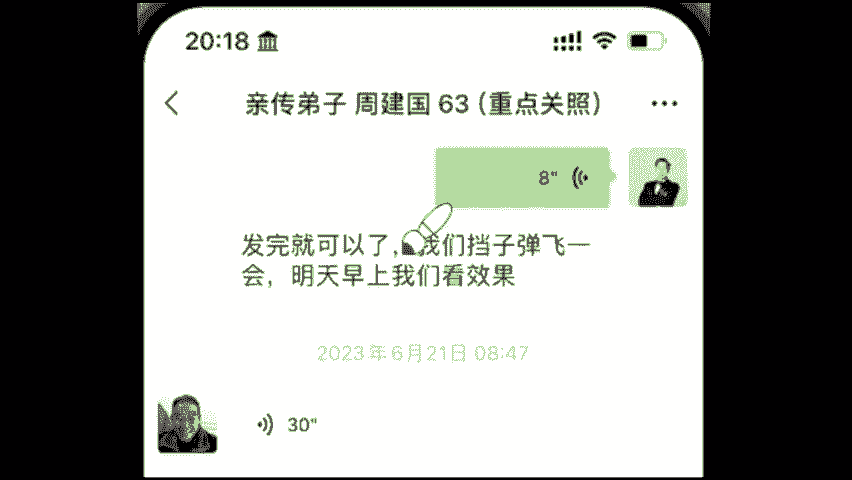 20:18
亲传弟子 周建国 63（重点关照）
8"
发完就可以了，我们挡子弹飞一
会，明天早上我们看效果
2023年6月21日 08:47
30"